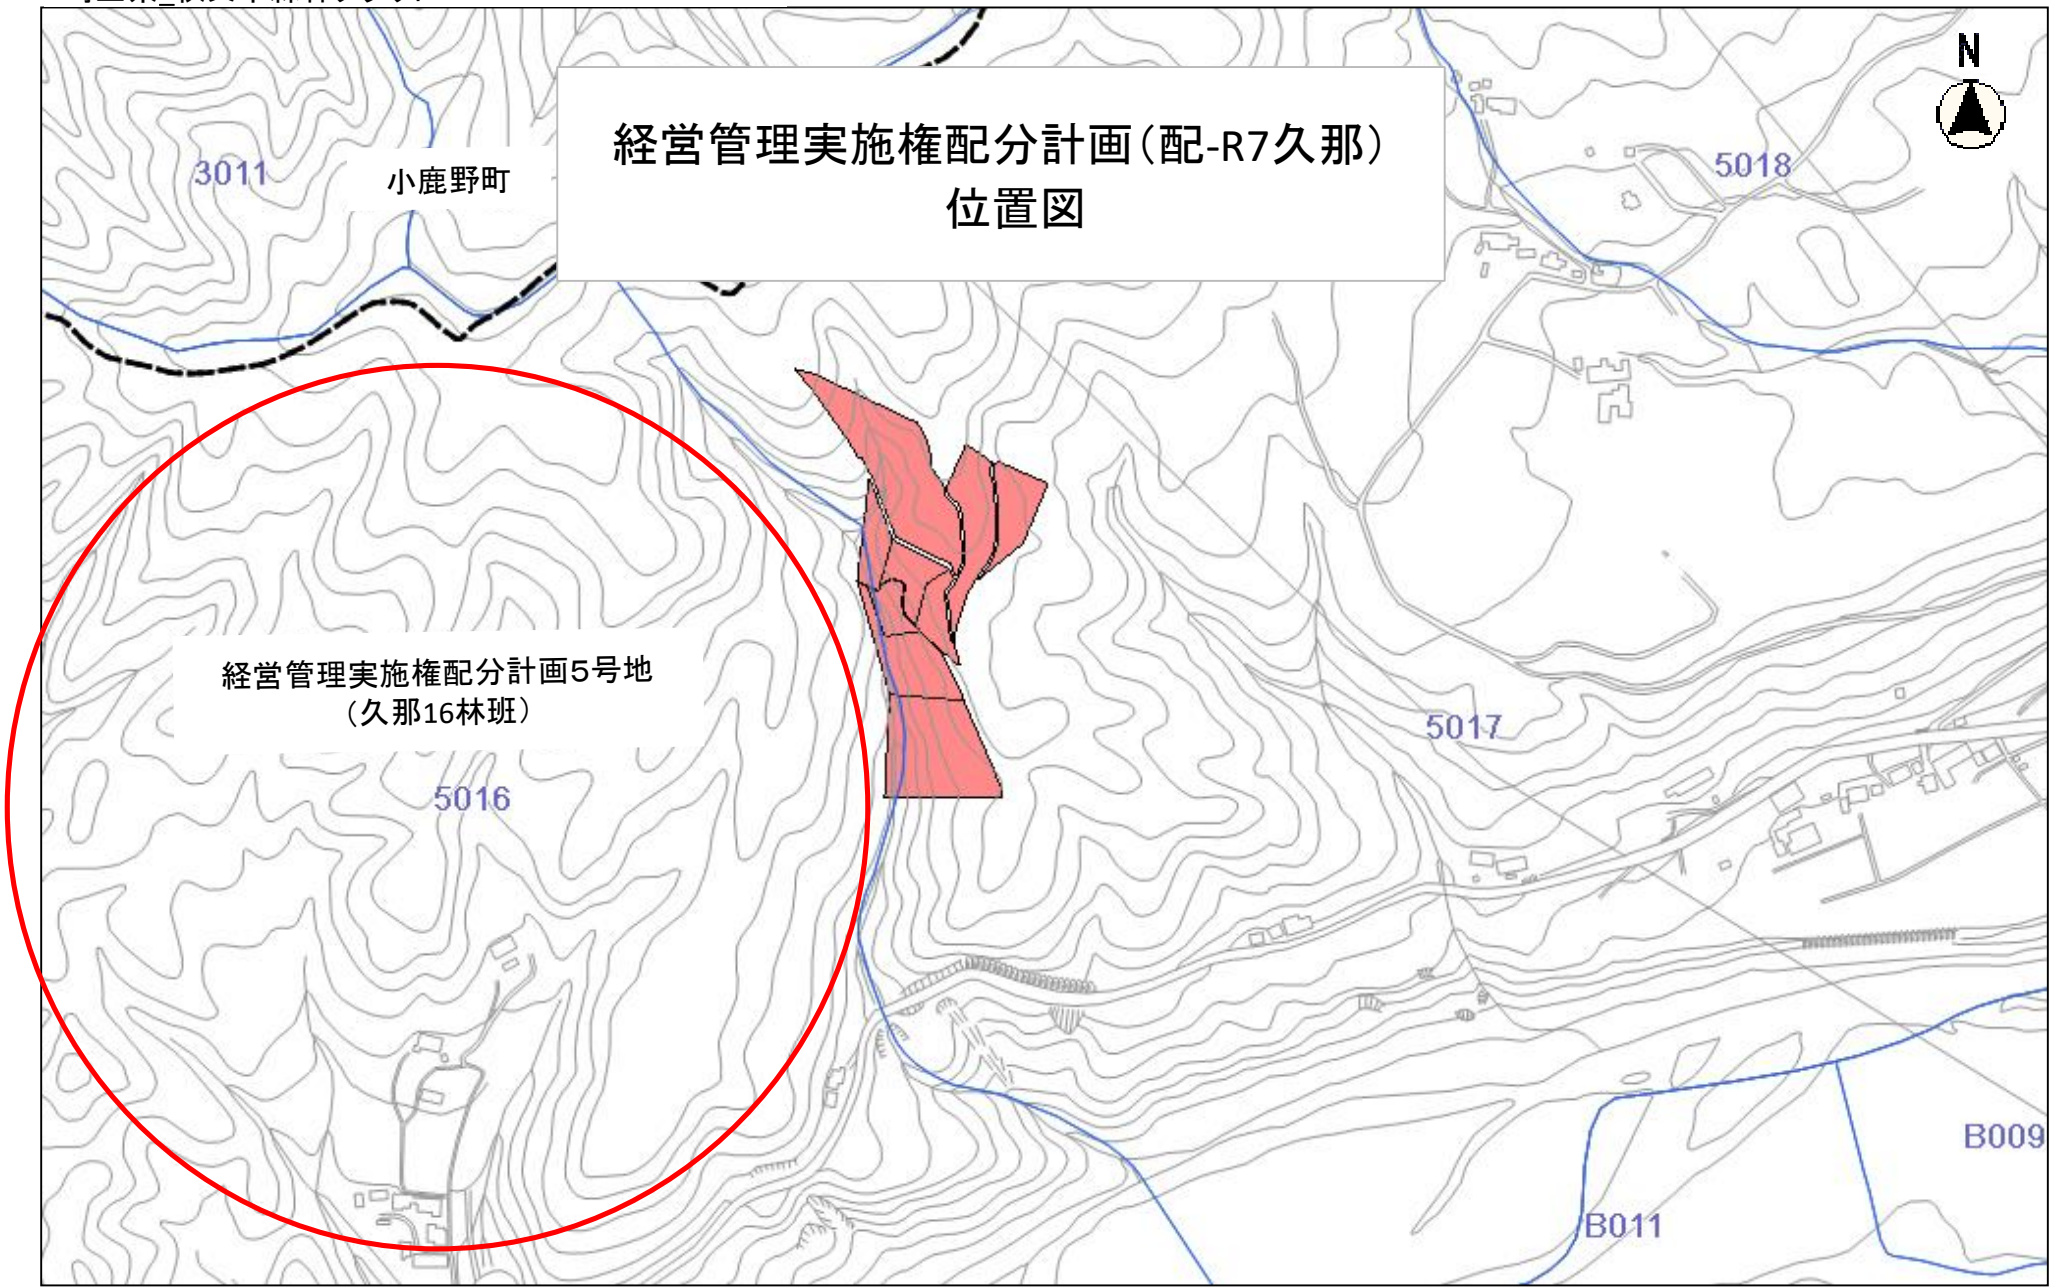 N
経営管理実施権配分計画(配-R7久那)
位置図
3011
小鹿野町
5018
経営管理実施権配分計画5号地
(久那16林班)
5017
5016
B009
B011